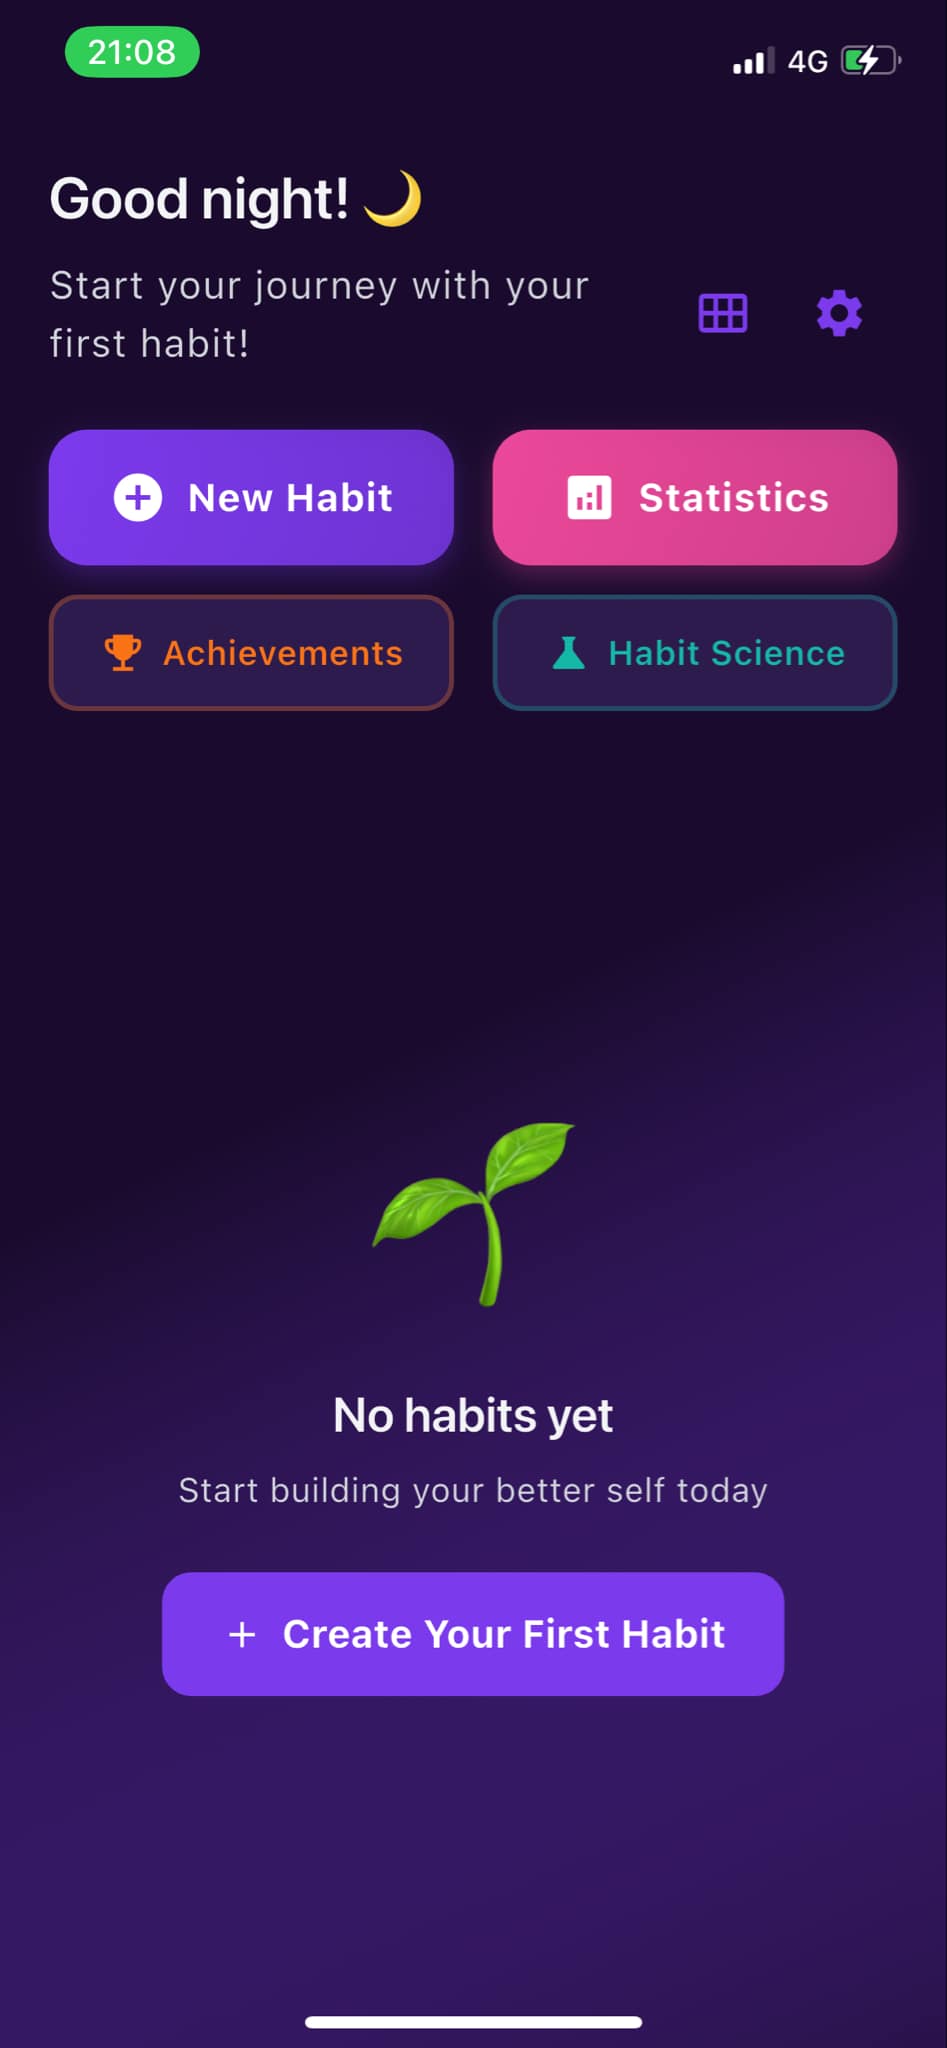 21:08
4G
Good night! 🌙
Start your journey with your
first habit!
New Habit
Statistics
Achievements
Habit Science
No habits yet
Start building your better self today
+ Create Your First Habit